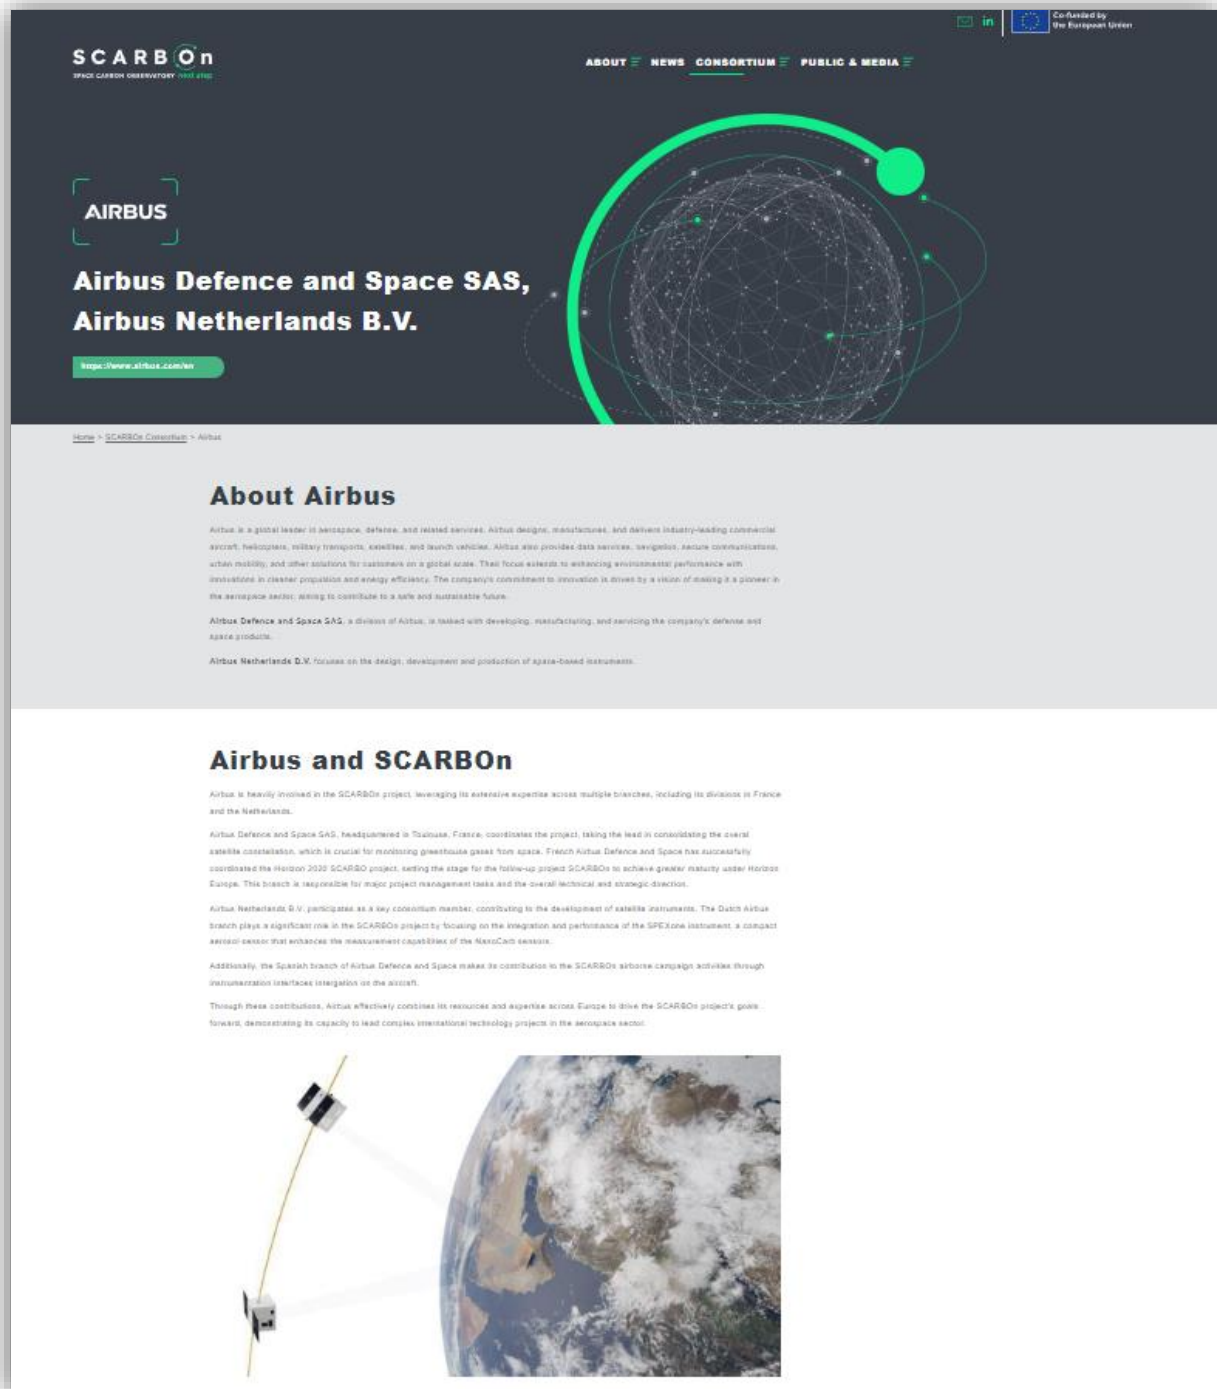 Co-funded by
the European Union
in
SCARBOn
SPACE CARBON OBSERVATORY next step
ABOUT NEWS CONSORTIUM PUBLIC & MEDIA
AIRBUS
Airbus Defence and Space SAS,
Airbus Netherlands B.V.
https://www.airbus.com/en
Home > SCARBOn Consortium > Airbus
About Airbus
Airbus is a global leader in aerospace, defense, and related services. Airbus designs, manufactures, and delivers industry-leading commercial
aircraft, helicopters, military transports, satellites, and launch vehicles. Airbus also provides data services, navigation, secure communications,
urban mobility, and other solutions for customers on a global scale. Their focus extends to enhancing environmental performance with
innovations in cleaner propulsion and energy efficiency. The company's commitment to innovation is driven by a vision of making it a pioneer in
the aerospace sector, aiming to contribute to a safe and sustainable future.
Airbus Defence and Space SAS, a division of Airbus, is tasked with developing, manufacturing, and servicing the company's defense and
space products.
Airbus Netherlands B.V. focuses on the design, development and production of space-based instruments.
Airbus and SCARBOn
Airbus is heavily involved in the SCARBOn project, leveraging its extensive expertise across multiple branches, including its divisions in France
and the Netherlands.
Airbus Defence and Space SAS, headquartered in Toulouse, France, coordinates the project, taking the lead in consolidating the overal
satellite constellation, which is crucial for monitoring greenhouse gases from space. French Airbus Defence and Space has successfully
coordinated the Horizon 2020 SCARBO project, setting the stage for the follow-up project SCARBOn to achieve greater maturity under Horizon
Europe. This branch is responsible for major project management tasks and the overall technical and strategic direction.
Airbus Netherlands B.V. participates as a key consortium member, contributing to the development of satellite instruments. The Dutch Airbus
branch plays a significant role in the SCARBOn project by focusing on the integration and performance of the SPEXone instrument, a compact
aerosol sensor that enhances the measurement capabilities of the NanoCarb sensors.
Additionally, the Spanish branch of Airbus Defence and Space makes its contribution in the SCARBOn airborne campaign activities through
instrumentation interfaces intergation on the aircraft.
Through these contributions, Airbus effectively combines its resources and expertise across Europe to drive the SCARBOn project's goals
forward, demonstrating its capacity to lead complex international technology projects in the aerospace sector.